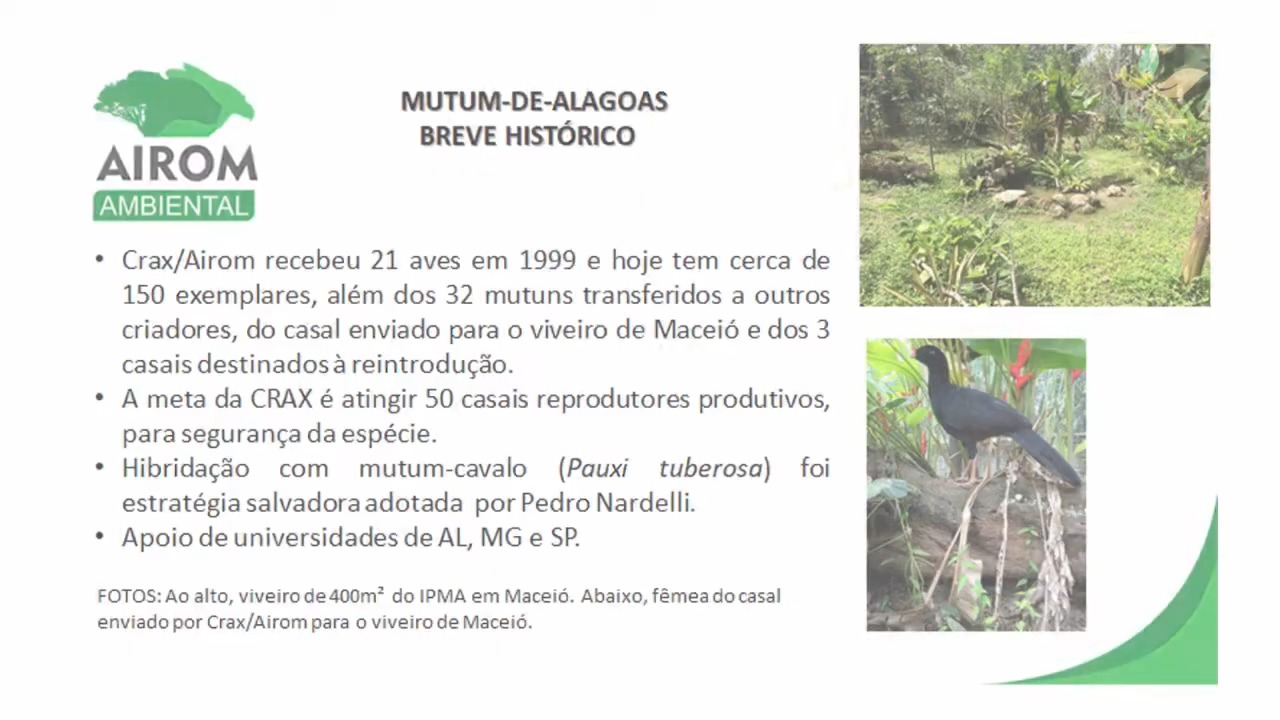 AIROM
AMBIENTAL
MUTUM-DE-ALAGOAS
BREVE HISTÓRICO
• Crax/Airom recebeu 21 aves em 1999 e hoje tem cerca de
150 exemplares, além dos 32 mutuns transferidos a outros
criadores, do casal enviado para o viveiro de Maceió e dos 3
casais destinados à reintrodução.
• A meta da CRAX é atingir 50 casais reprodutores produtivos,
para segurança da espécie.
• Hibridação com mutum-cavalo (Pauxi tuberosa) foi
estratégia salvadora adotada por Pedro Nardelli.
• Apoio de universidades de AL, MG e SP.
FOTOS: Ao alto, viveiro de 400m² do IPMA em Maceió. Abaixo, fêmea do casal
enviado por Crax/Airom para o viveiro de Maceió.